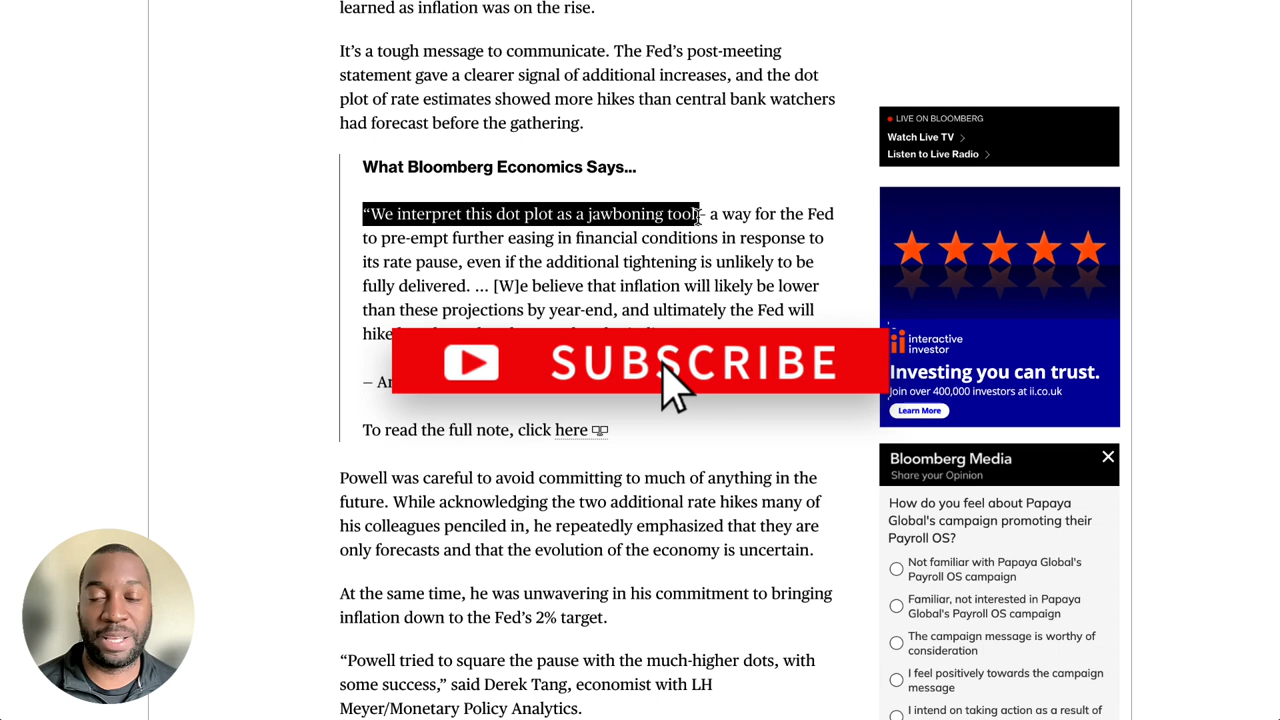 learned as inflation was on the rise.
It’s a tough message to communicate. The Fed’s post-meeting
statement gave a clearer signal of additional increases, and the dot
plot of rate estimates showed more hikes than central bank watchers
had forecast before the gathering.
What Bloomberg Economics Says...
“We interpret this dot plot as a jawboning tool – a way for the Fed
to pre-empt further easing in financial conditions in response to
its rate pause, even if the additional tightening is unlikely to be
fully delivered. ... [W]e believe that inflation will likely be lower
than these projections by year-end, and ultimately the Fed will
SUBSCRIBE
To read the full note, click here
Powell was careful to avoid committing to much of anything in the
future. While acknowledging the two additional rate hikes many of
his colleagues penciled in, he repeatedly emphasized that they are
only forecasts and that the evolution of the economy is uncertain.
At the same time, he was unwavering in his commitment to bringing
inflation down to the Fed’s 2% target.
“Powell tried to square the pause with the much-higher dots, with
some success,” said Derek Tang, economist with LH
Meyer/Monetary Policy Analytics.
LIVE ON BLOOMBERG
Watch Live TV
Listen to Live Radio
interactive
investor
Investing you can trust.
Join over 400,000 investors at ii.co.uk
Learn More
Bloomberg Media
Share your Opinion
How do you feel about Papaya
Global's campaign promoting their
Payroll OS?
Not familiar with Papaya Global's
Payroll OS campaign
Familiar, not interested in Papaya
Global's Payroll OS campaign
The campaign message is worthy of
consideration
I feel positively towards the campaign
message
I intend on taking action as a result of